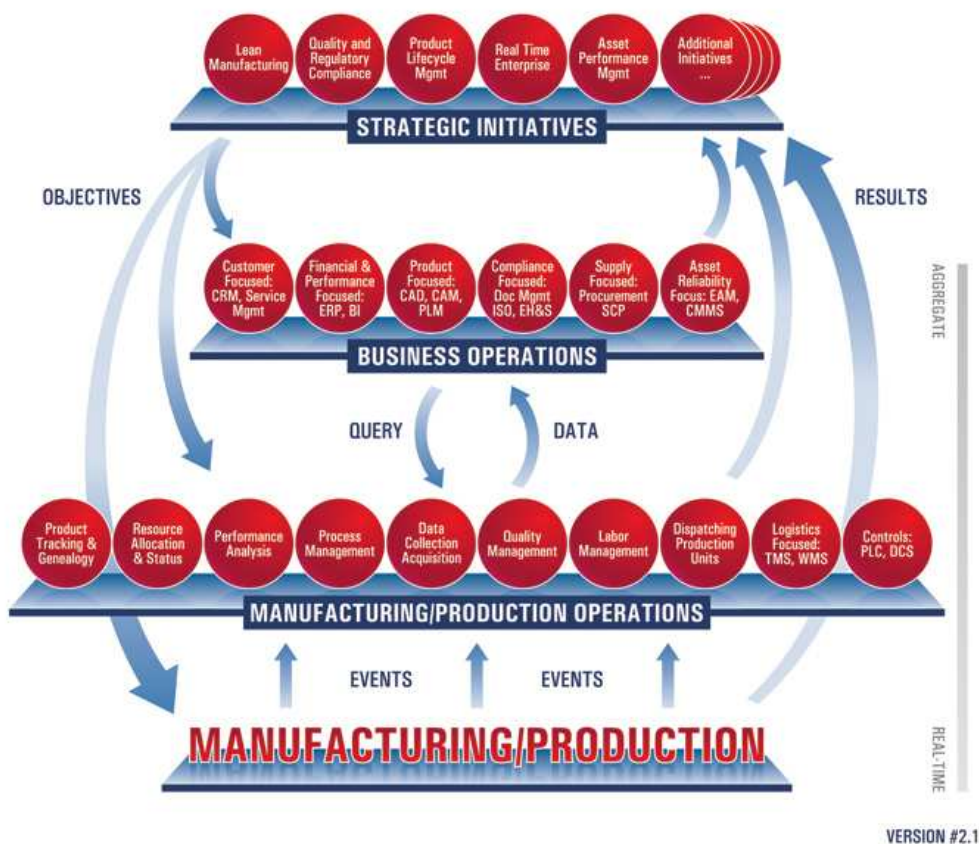 Lean
Manufacturing
Quality and
Regulatory
Compliance
Product
Lifecycle
Mgmt
Real Time
Enterprise
Asset
Performance
Mgmt
Additional
Initiatives
...
STRATEGIC INITIATIVES
OBJECTIVES
RESULTS
Customer
Focused:
CRM, Service
Mgmt
Financial &
Performance
Focused:
ERP, BI
Product
Focused:
CAD, CAM,
PLM
Compliance
Focused:
Doc Mgmt
ISO, EH&S
Supply
Focused:
Procurement
SCP
Asset
Reliability
Focus: EAM,
CMMS
BUSINESS OPERATIONS
AGGREGATE
QUERY
DATA
Product
Tracking &
Genealogy
Resource
Allocation
& Status
Performance
Analysis
Process
Management
Data
Collection
Acquisition
Quality
Management
Labor
Management
Dispatching
Production
Units
Logistics
Focused:
TMS, WMS
Controls:
PLC, DCS
MANUFACTURING/PRODUCTION OPERATIONS
EVENTS
EVENTS
MANUFACTURING/PRODUCTION
REAL-TIME
VERSION #2.1